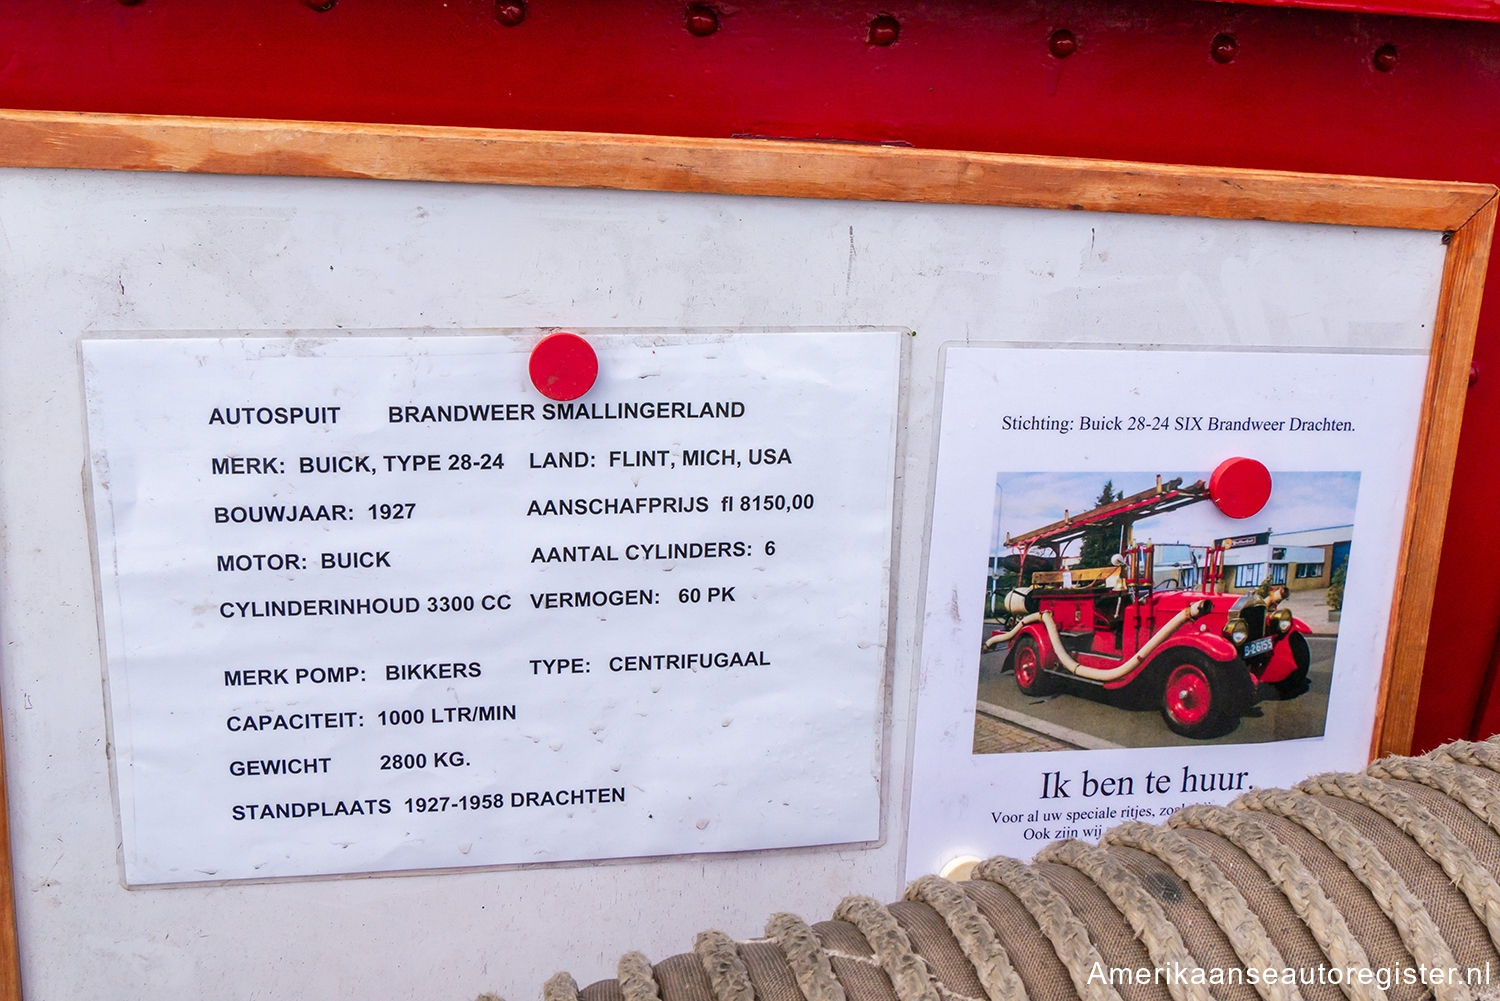 AUTOSPUIT BRANDWEER SMALLINGERLAND
MERK: BUICK, TYPE 28-24 LAND: FLINT, MICH, USA
BOUWJAAR: 1927 AANSCHAFPRIJS fl 8150,00
MOTOR: BUICK AANTAL CYLINDERS: 6
CYLINDERINHOUD 3300 CC VERMOGEN: 60 PK
MERK POMP: BIKKERS TYPE: CENTRIFUGAAL
CAPACITEIT: 1000 LTR/MIN
GEWICHT 2800 KG.
STANDPLAATS 1927-1958 DRACHTEN
Stichting: Buick 28-24 SIX Brandweer Drachten.
B-26155
Ik ben te huur.
Voor al uw speciale ritjes,
Ook zijn wij
Amerikaanseautoregister.nl